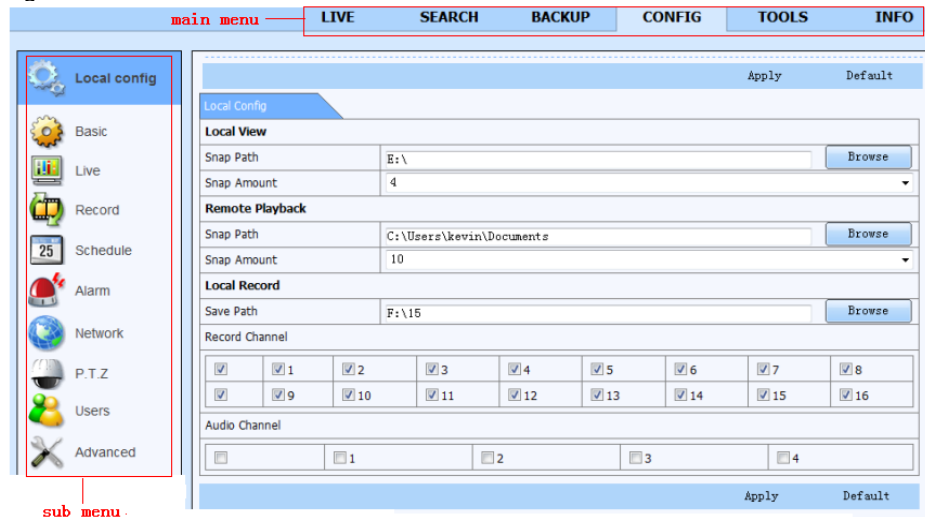 main menu LIVE SEARCH BACKUP CONFIG TOOLS INFO
Local config
Basic
Live
Record
25 Schedule
Alarm
Network
P.T.Z
Users
Advanced
sub menu
Apply Default
Local Config
Local View
Snap Path E:\ Browse
Snap Amount 4
Remote Playback
Snap Path C:\Users\kevin\Documents Browse
Snap Amount 10
Local Record
Save Path F:\15 Browse
Record Channel
1 2 3 4 5 6 7 8
9 10 11 12 13 14 15 16
Audio Channel
1 2 3 4
Apply Default